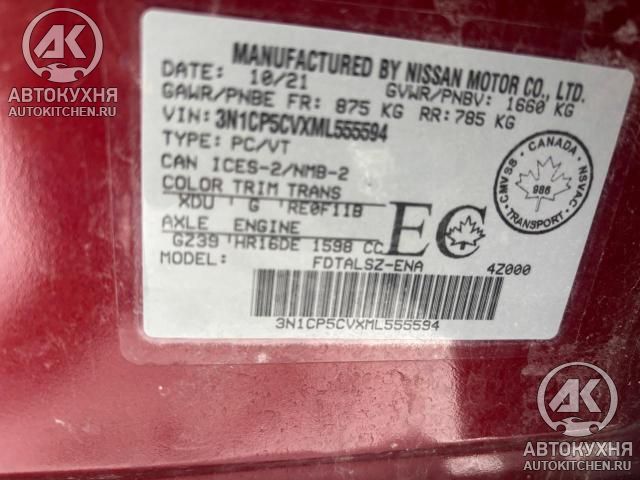 АК
АВТОКУХНЯ
AUTOKITCHEN.RU
MANUFACTURED BY NISSAN MOTOR CO., LTD.
DATE: 10/21 GVWR/PNBV: 1660 KG
GAWR/PNBE FR: 875 KG RR: 785 KG
VIN: 3N1CP5CVXML555594
TYPE: PC/VT
CAN ICES-2/NMB-2
COLOR TRIM TRANS
XDU G RE0F11B
AXLE ENGINE
GZ39 HR16DE 1598 CC
MODEL: FDTALSZ-ENA 4Z000
EC
CMVSS - CANADA - NSVAC - TRANSPORT
986
3N1CP5CVXML555594
АК
АВТОКУХНЯ
AUTOKITCHEN.RU